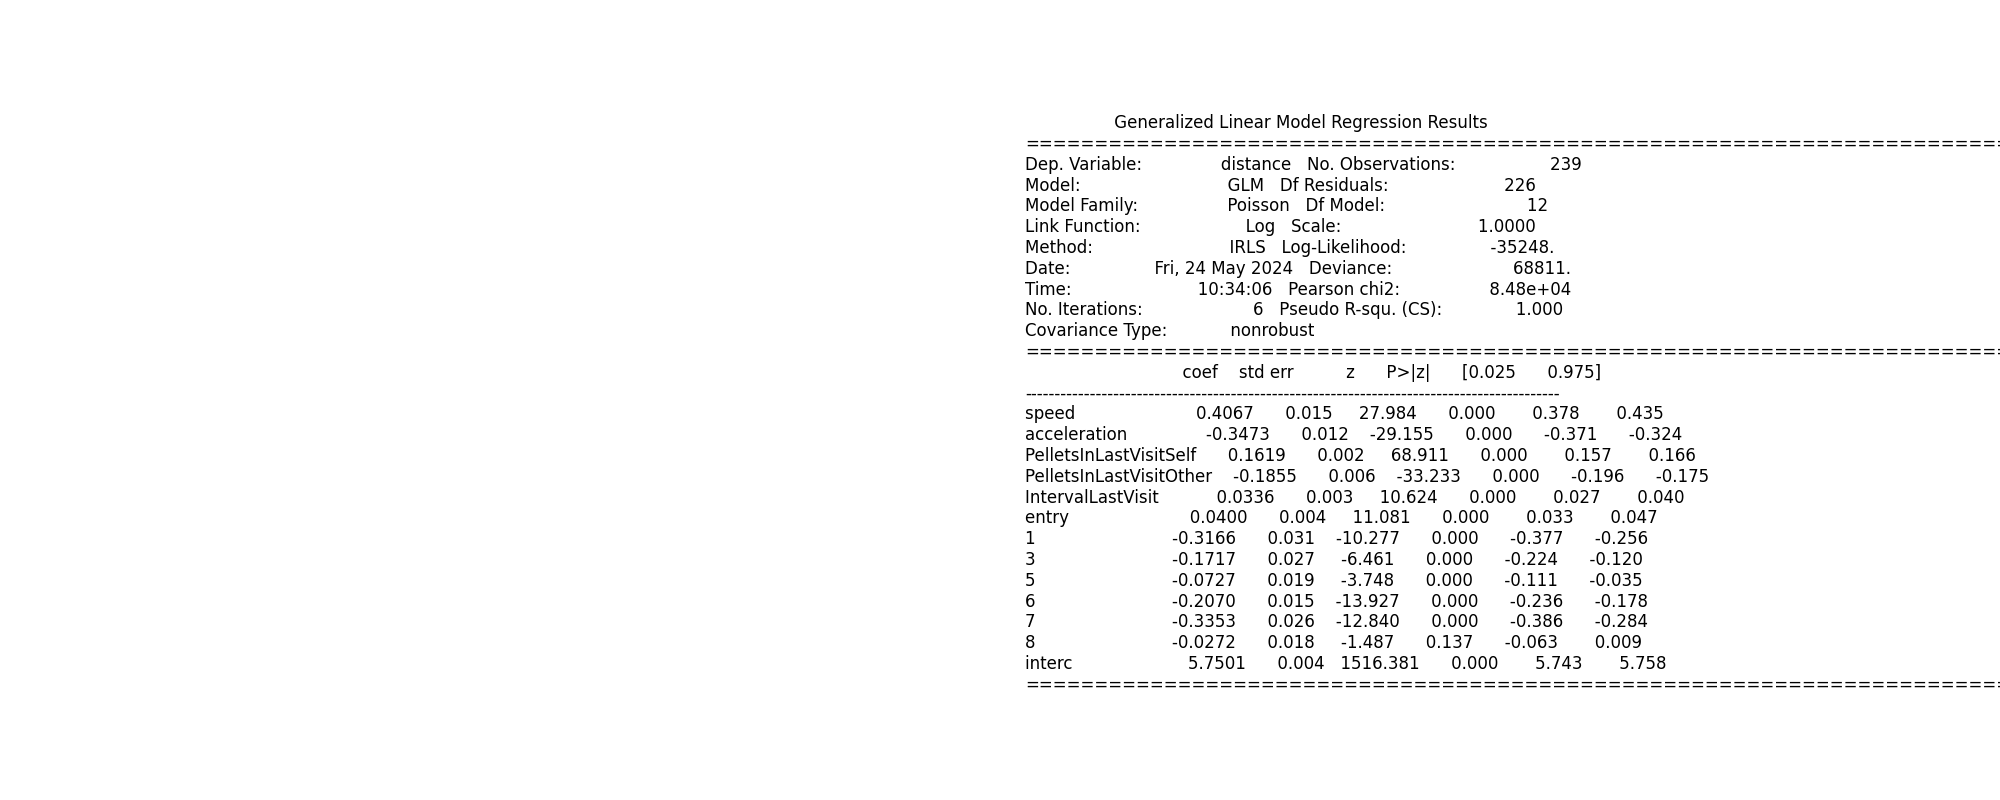 Generalized Linear Model Regression Results
==============================================================================
Dep. Variable: distance No. Observations: 239
Model: GLM Df Residuals: 226
Model Family: Poisson Df Model: 12
Link Function: Log Scale: 1.0000
Method: IRLS Log-Likelihood: -35248.
Date: Fri, 24 May 2024 Deviance: 68811.
Time: 10:34:06 Pearson chi2: 8.48e+04
No. Iterations: 6 Pseudo R-squ. (CS): 1.000
Covariance Type: nonrobust
==============================================================================
coef std err z P>|z| [0.025 0.975]
------------------------------------------------------------------------------------------
speed 0.4067 0.015 27.984 0.000 0.378 0.435
acceleration -0.3473 0.012 -29.155 0.000 -0.371 -0.324
PelletsInLastVisitSelf 0.1619 0.002 68.911 0.000 0.157 0.166
PelletsInLastVisitOther -0.1855 0.006 -33.233 0.000 -0.196 -0.175
IntervalLastVisit 0.0336 0.003 10.624 0.000 0.027 0.040
entry 0.0400 0.004 11.081 0.000 0.033 0.047
1 -0.3166 0.031 -10.277 0.000 -0.377 -0.256
3 -0.1717 0.027 -6.461 0.000 -0.224 -0.120
5 -0.0727 0.019 -3.748 0.000 -0.111 -0.035
6 -0.2070 0.015 -13.927 0.000 -0.236 -0.178
7 -0.3353 0.026 -12.840 0.000 -0.386 -0.284
8 -0.0272 0.018 -1.487 0.137 -0.063 0.009
interc 5.7501 0.004 1516.381 0.000 5.743 5.758
==============================================================================